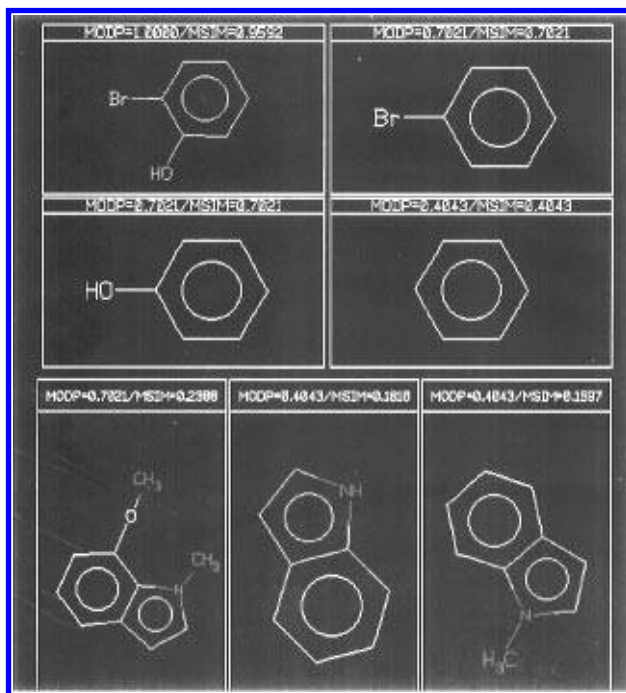 MODP=1.0000/MSIM=0.9592
MODP=0.7021/MSIM=0.7021
Br
HO
Br
MODP=0.7021/MSIM=0.7021
MODP=0.4043/MSIM=0.4043
HO
MODP=0.7021/MSIM=0.2388
MODP=0.4043/MSIM=0.1818
MODP=0.4043/MSIM=0.1597
CH3
O
CH3
N
NH
N
H3C